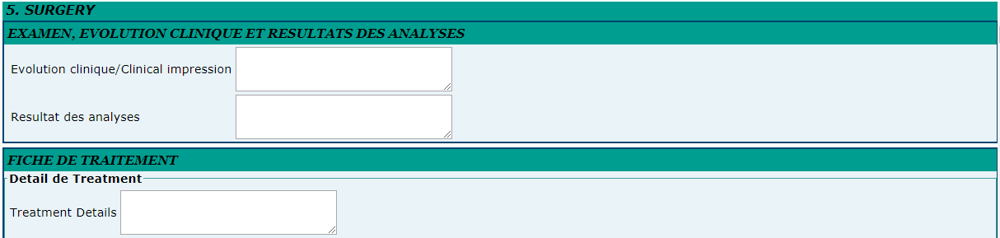 5. SURGERY
EXAMEN, EVOLUTION CLINIQUE ET RESULTATS DES ANALYSES
Evolution clinique/Clinical impression
Resultat des analyses
FICHE DE TRAITEMENT
Detail de Treatment
Treatment Details